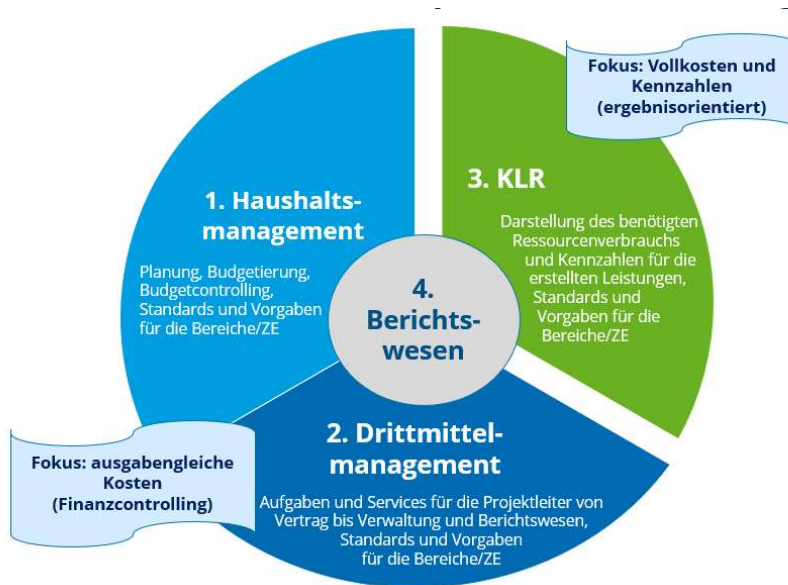 Fokus: Vollkosten und
Kennzahlen
(ergebnisorientiert)
1. Haushalts-
management
Planung, Budgetierung,
Budgetcontrolling,
Standards und Vorgaben
für die Bereiche/ZE
3. KLR
Darstellung des benötigten
Ressourcenverbrauchs
und Kennzahlen für die
erstellten Leistungen,
Standards und
Vorgaben für die
Bereiche/ZE
4.
Berichts-
wesen
2. Drittmittel-
management
Aufgaben und Services für die Projektleiter von
Vertrag bis Verwaltung und Berichtswesen,
Standards und Vorgaben
für die Bereiche/ZE
Fokus: ausgabengleiche
Kosten
(Finanzcontrolling)